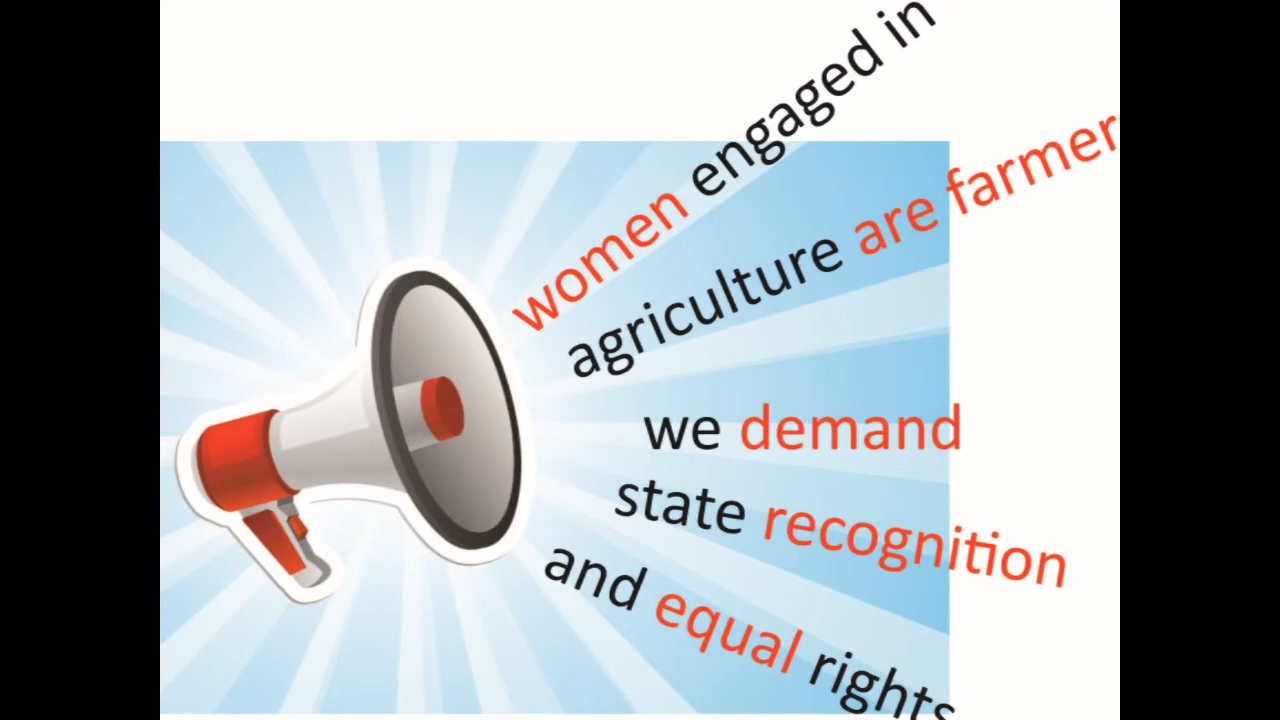 women engaged in
agriculture are farmer
we demand
state recognition
and equal rights